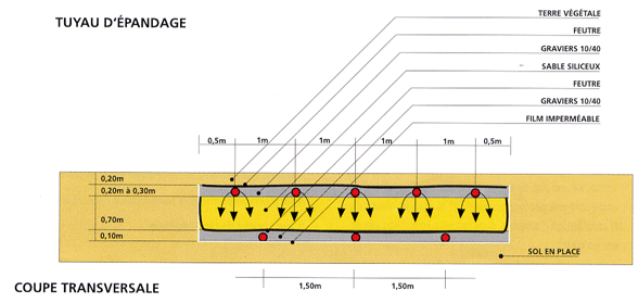 TUYAU D'ÉPANDAGE
TERRE VÉGÉTALE
FEUTRE
GRAVIERS 10/40
SABLE SILICEUX
FEUTRE
GRAVIERS 10/40
FILM IMPERMÉABLE
0,5m 1m 1m 1m 1m 0,5m
0,20m
0,20m à 0,30m
0,70m
0,10m
SOL EN PLACE
1,50m 1,50m
COUPE TRANSVERSALE